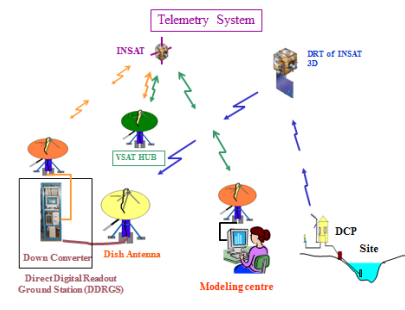 Telemetry System
INSAT
DRT of INSAT
3D
VSAT HUB
DCP
Site
Down Converter
Dish Antenna
Direct Digital Readout
Ground Station (DDRGS)
Modeling centre